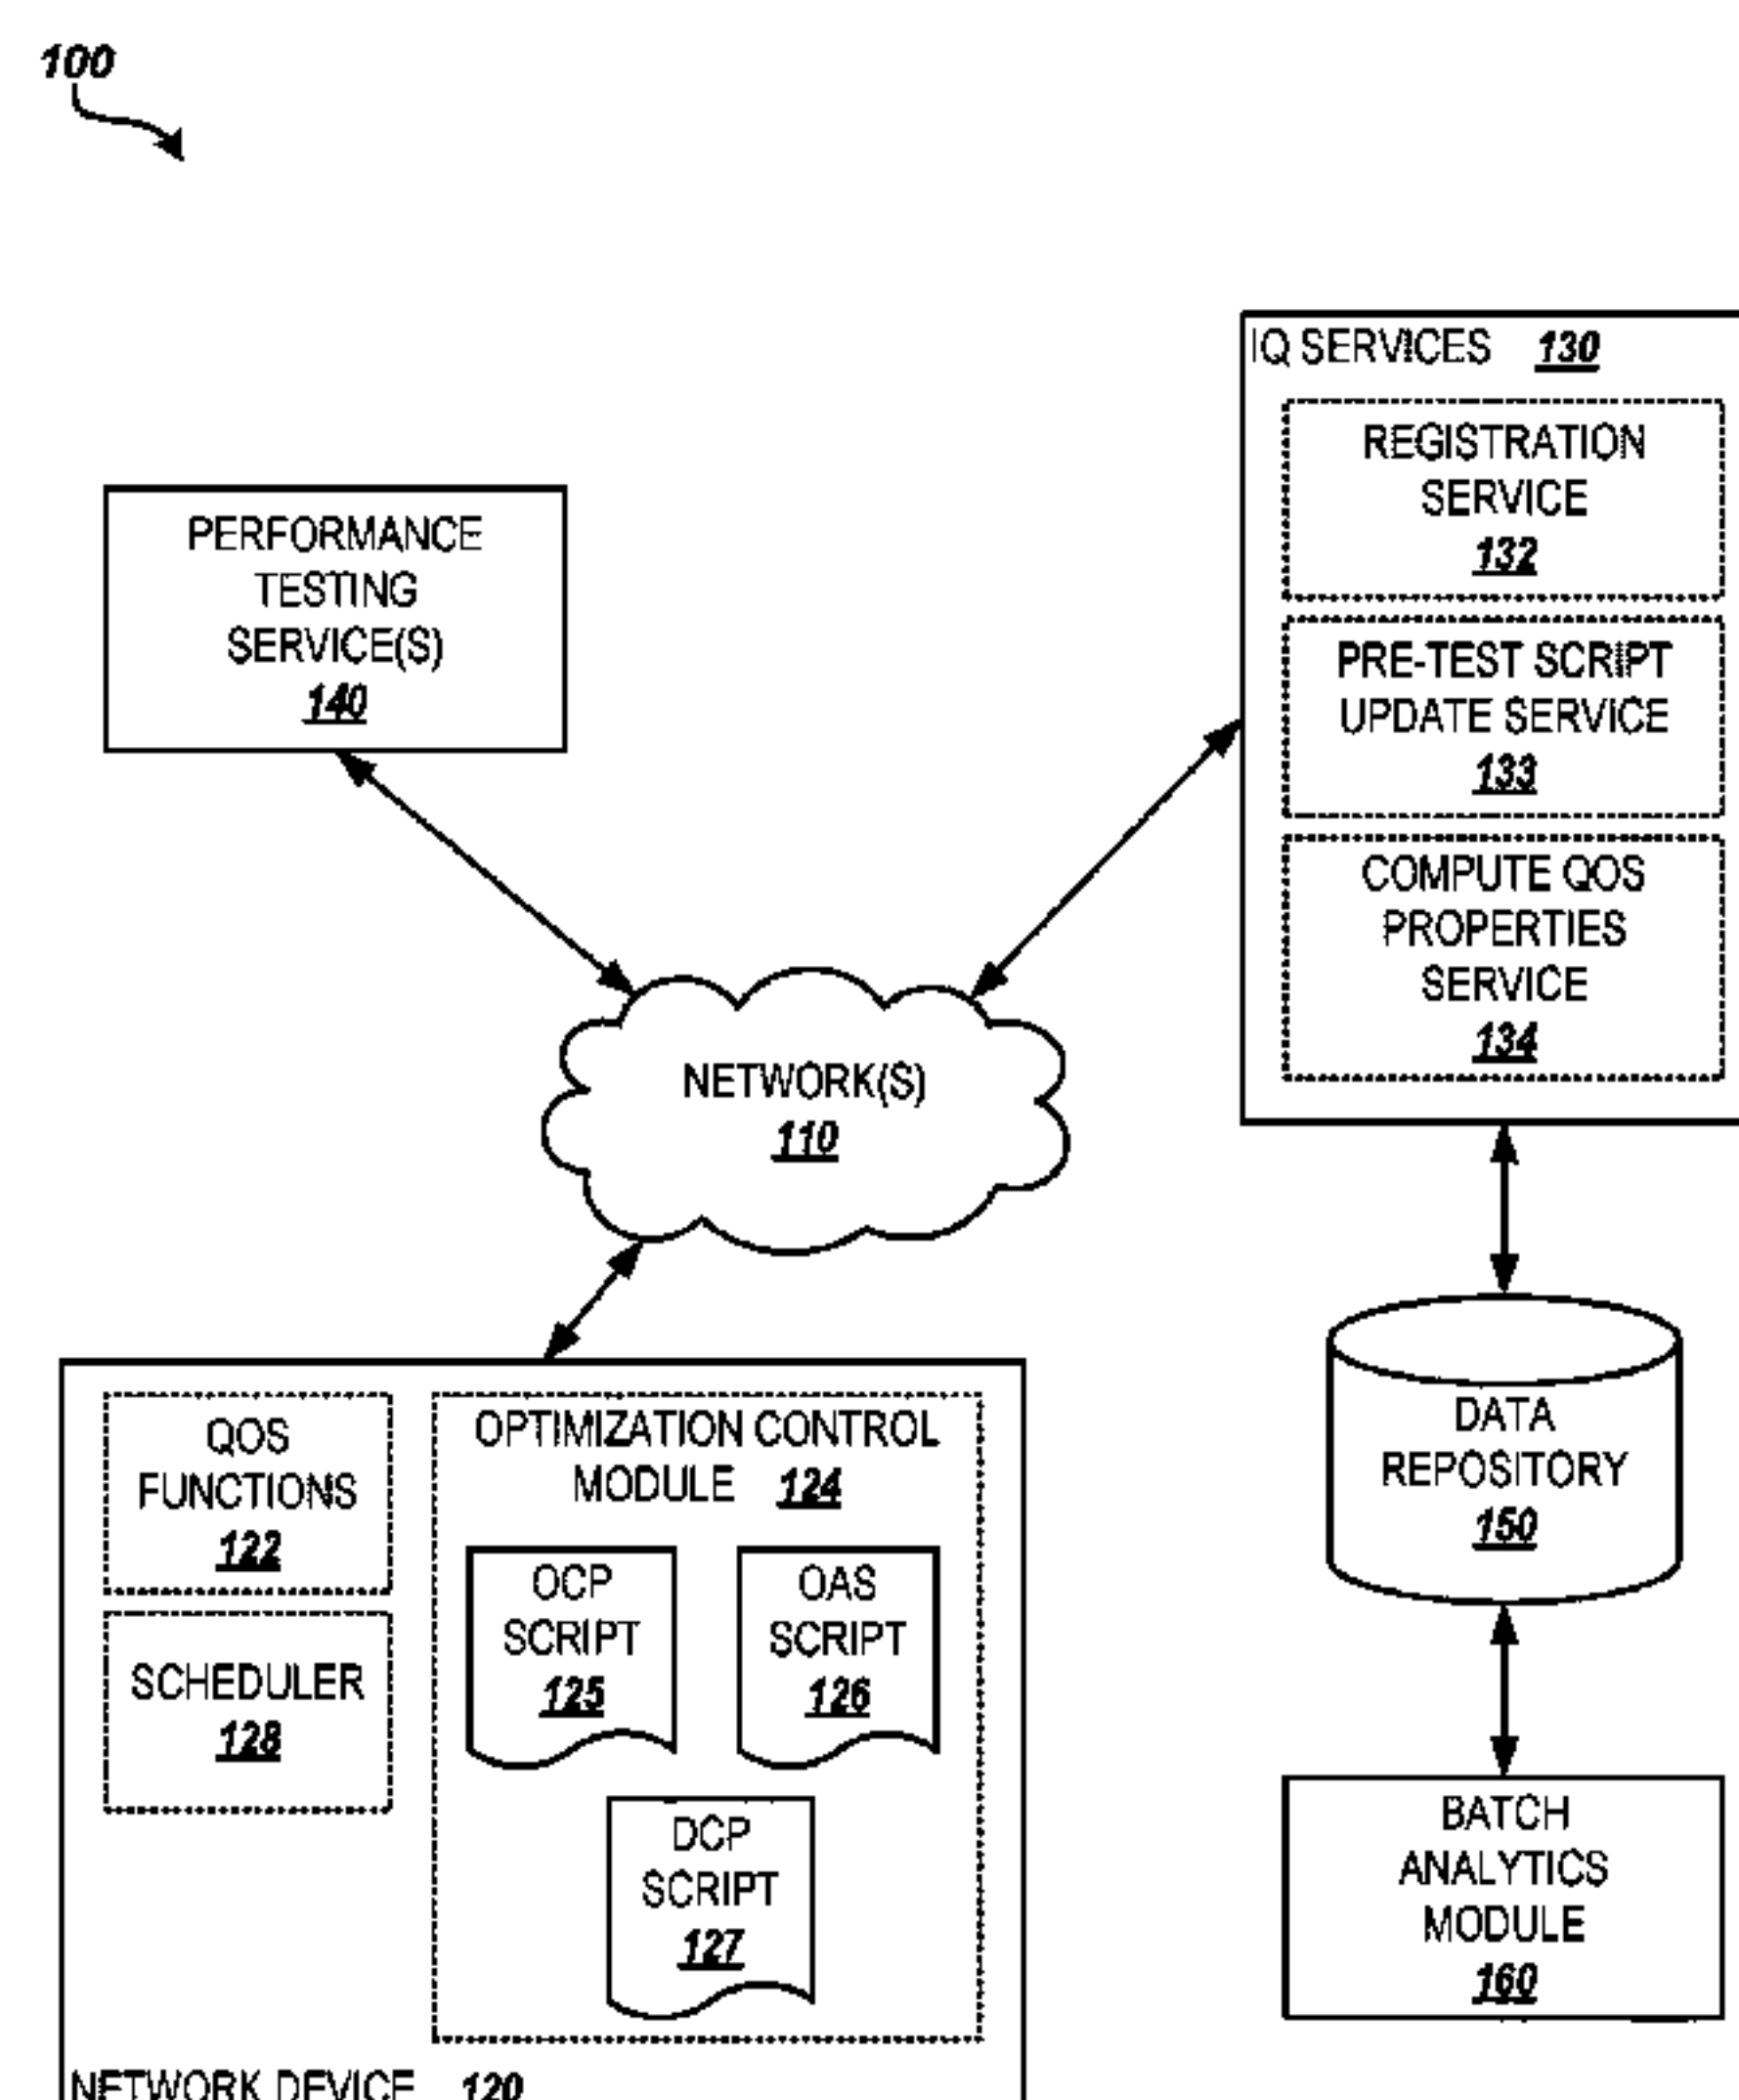 100
PERFORMANCE
TESTING
SERVICE(S)
140
IQ SERVICES 130
REGISTRATION
SERVICE
132
PRE-TEST SCRIPT
UPDATE SERVICE
133
COMPUTE QOS
PROPERTIES
SERVICE
134
NETWORK(S)
110
QOS
FUNCTIONS
122
SCHEDULER
128
OPTIMIZATION CONTROL
MODULE 124
OCP
SCRIPT
125
OAS
SCRIPT
126
DCP
SCRIPT
127
NETWORK DEVICE 120
DATA
REPOSITORY
150
BATCH
ANALYTICS
MODULE
160